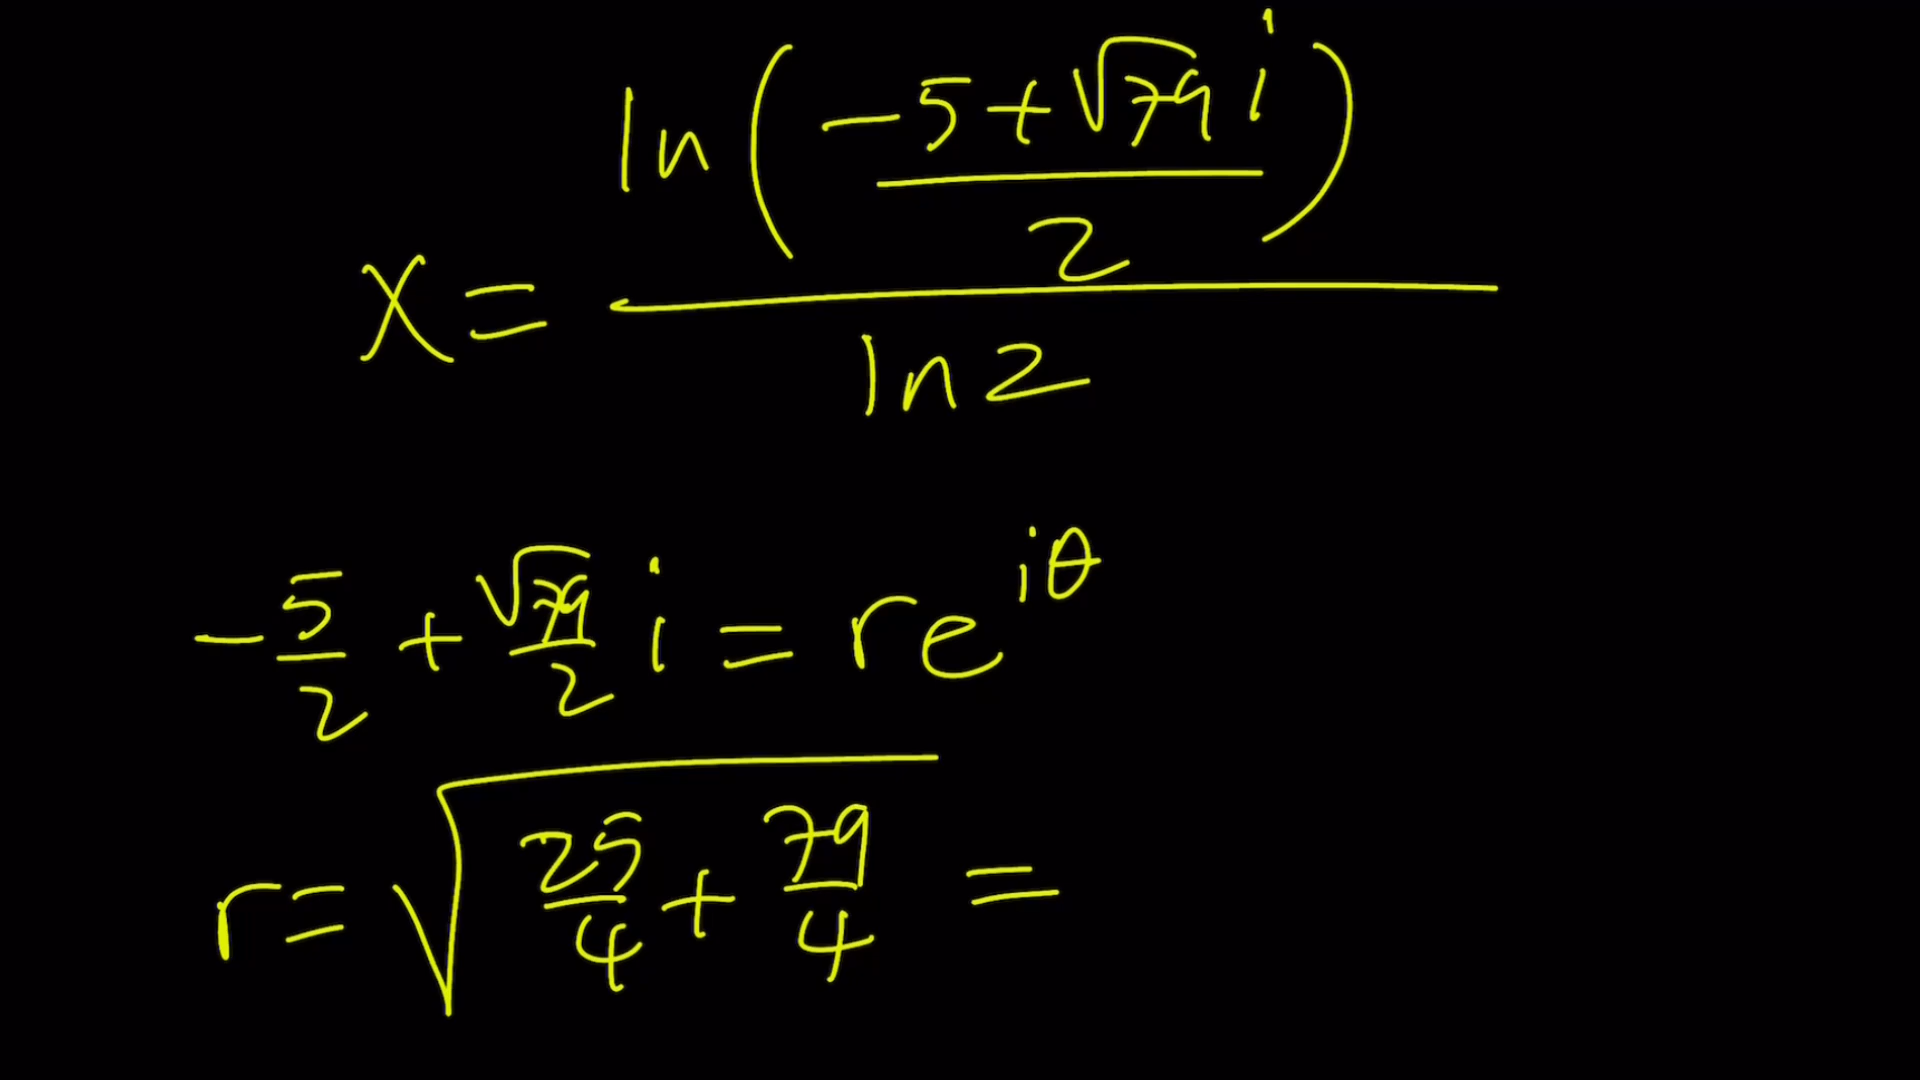 x = ln((-5+√79 i)/2) / ln2
-5/2 + √79/2 i = re^{iθ}
r = √(25/4 + 79/4) =